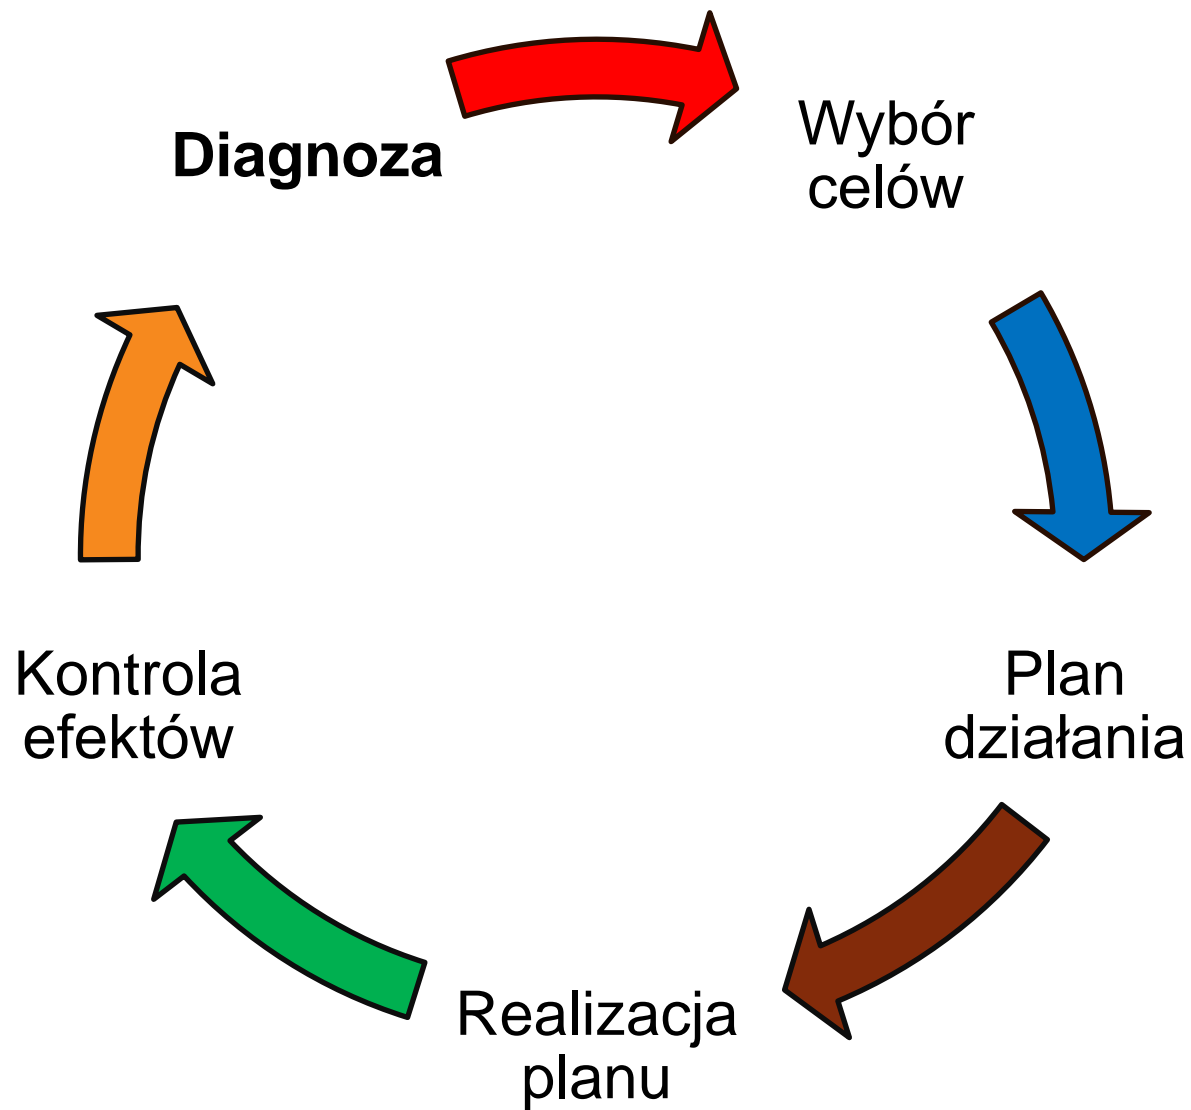 Diagnoza
Wybór
celów
Plan
działania
Realizacja
planu
Kontrola
efektów